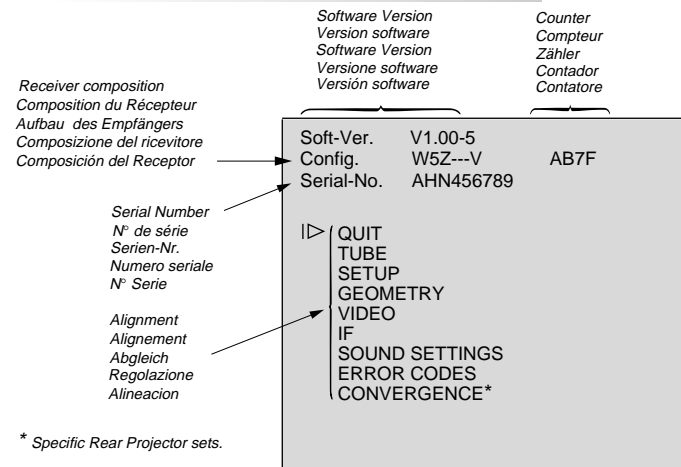 Software Version
Version software
Software Version
Versione software
Versión software
Counter
Compteur
Zähler
Contador
Contatore
Receiver composition
Composition du Récepteur
Aufbau des Empfängers
Composizione del ricevitore
Composición del Receptor
Soft-Ver. V1.00-5
Config. W5Z---V AB7F
Serial-No. AHN456789
Serial Number
N° de série
Serien-Nr.
Numero seriale
N° Serie
QUIT
TUBE
SETUP
GEOMETRY
VIDEO
IF
SOUND SETTINGS
ERROR CODES
CONVERGENCE*
Alignment
Alignement
Abgleich
Regolazione
Alineacion
* Specific Rear Projector sets.